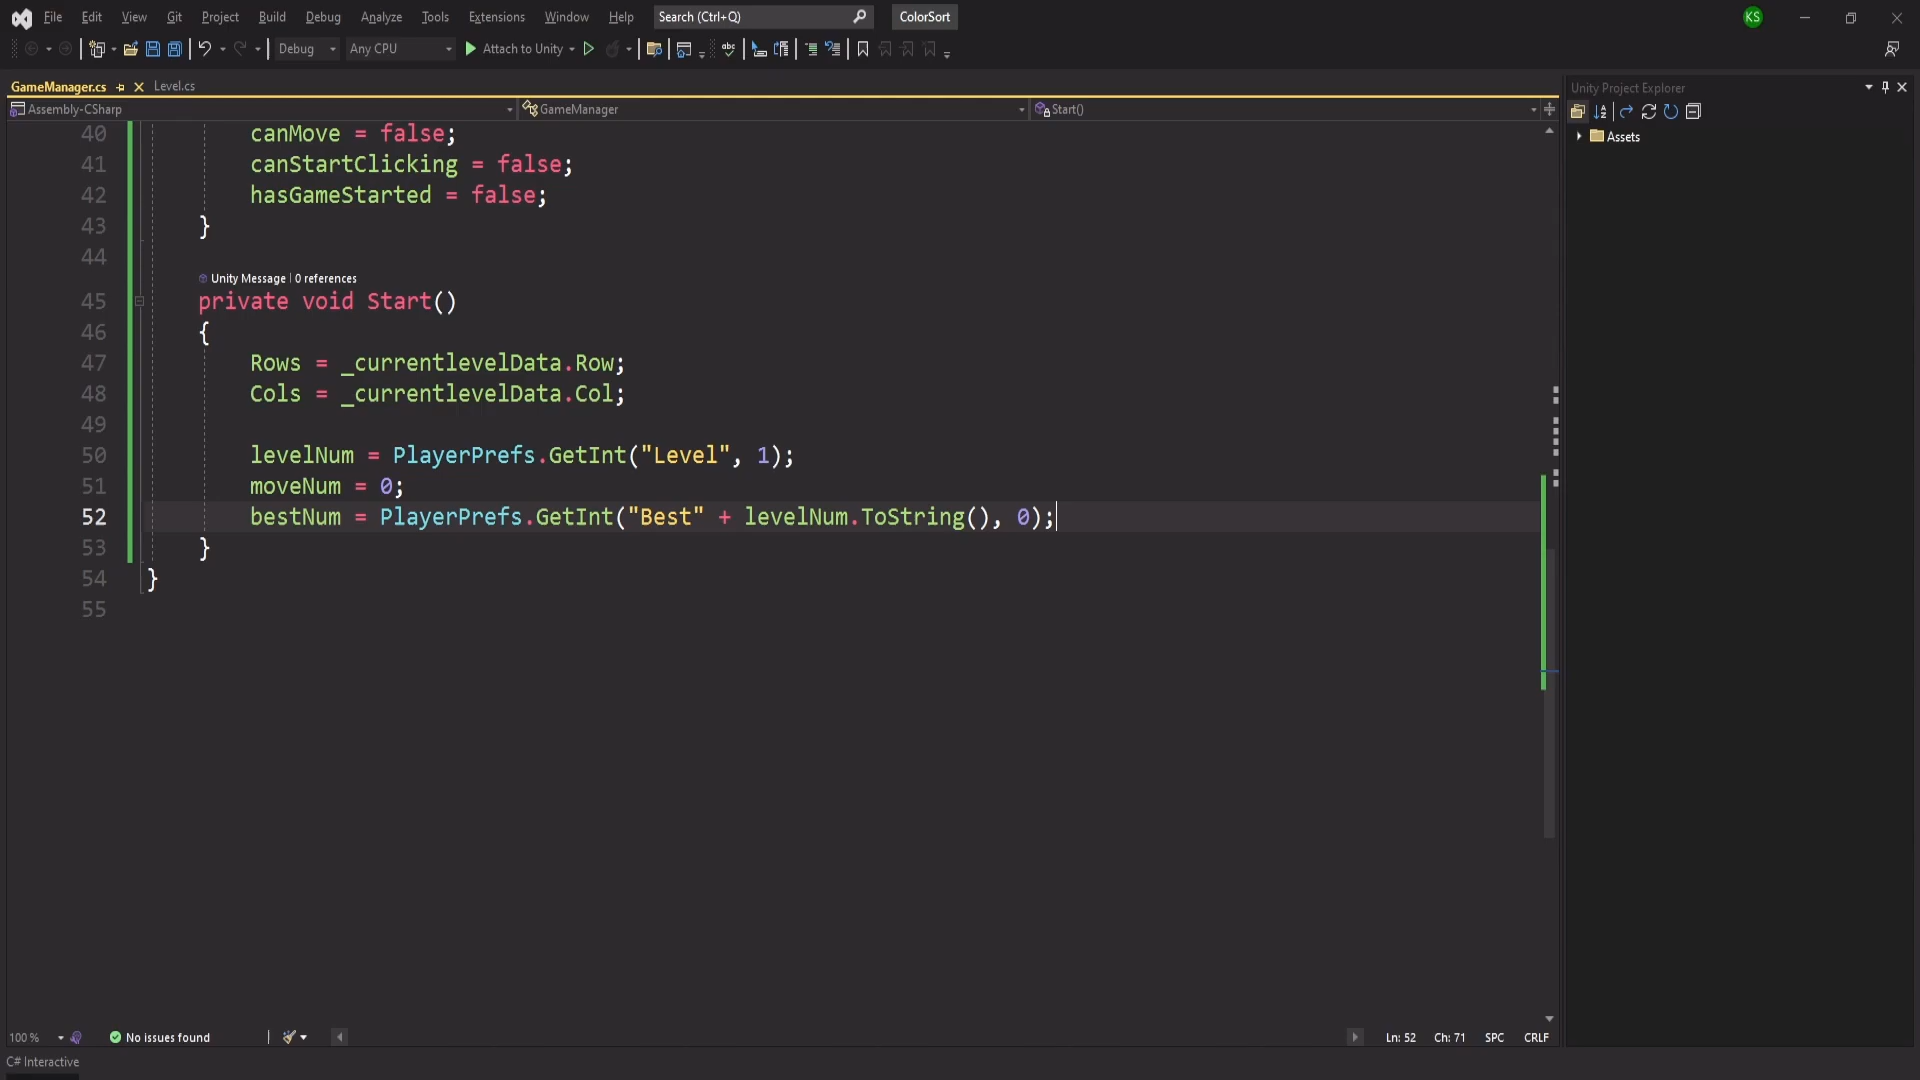 File Edit View Git Project Build Debug Analyze Tools Extensions Window Help Search (Ctrl+Q) ColorSort KS
Debug Any CPU Attach to Unity
GameManager.cs Level.cs
Assembly-CSharp GameManager Start()
40 canMove = false;
41 canStartClicking = false;
42 hasGameStarted = false;
43 }
44
Unity Message | 0 references
45 private void Start()
46 {
47 Rows = _currentlevelData.Row;
48 Cols = _currentlevelData.Col;
49
50 levelNum = PlayerPrefs.GetInt("Level", 1);
51 moveNum = 0;
52 bestNum = PlayerPrefs.GetInt("Best" + levelNum.ToString(), 0);
53 }
54 }
55
Unity Project Explorer
Assets
100 % No issues found Ln: 52 Ch: 71 SPC CRLF
C# Interactive